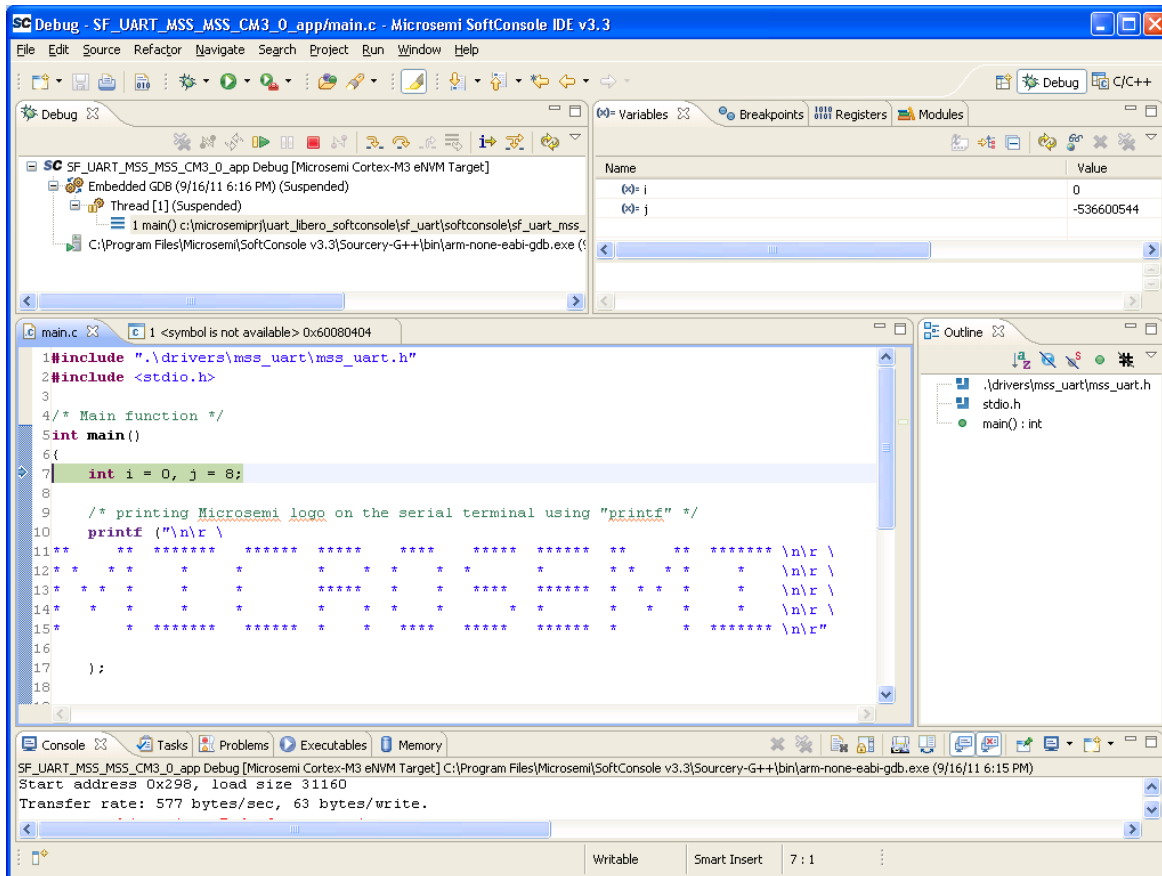 SC Debug - SF_UART_MSS_MSS_CM3_0_app/main.c - Microsemi SoftConsole IDE v3.3
File Edit Source Refactor Navigate Search Project Run Window Help
Debug C/C++
Debug
SC SF_UART_MSS_MSS_CM3_0_app Debug [Microsemi Cortex-M3 eNVM Target]
Embedded GDB (9/16/11 6:16 PM) (Suspended)
Thread [1] (Suspended)
1 main() c:\microsemiprj\uart_libero_softconsole\sf_uart\softconsole\sf_uart_mss_
C:\Program Files\Microsemi\SoftConsole v3.3\Sourcery-G++\bin\arm-none-eabi-gdb.exe (9
(x)= Variables Breakpoints 1010 0101 Registers Modules
Name Value
(x)= i 0
(x)= j -536600544
main.c 1 <symbol is not available> 0x60080404
1 #include ".\drivers\mss_uart\mss_uart.h"
2 #include <stdio.h>
3
4 /* Main function */
5 int main()
6 {
7     int i = 0, j = 8;
8
9     /* printing Microsemi logo on the serial terminal using "printf" */
10     printf ("\n\r \
11 **      **  *******   ******  *****    ****    *****  ******  **      **  ******* \n\r \
12 * *    * *     *      *       *     *  *    *  *       *       * *    * *     *    \n\r \
13 *  * *  *     *      *       *****   *    *   ****   ******  *  * *  *     *    \n\r \
14 *   *   *     *      *       *     *  *    *       *  *       *   *   *     *    \n\r \
15 *       *  *******   ******  *     *   ****   *****   ******  *       *  ******* \n\r"
16
17     );
18
Outline
.\drivers\mss_uart\mss_uart.h
stdio.h
main() : int
Console Tasks Problems Executables Memory
SF_UART_MSS_MSS_CM3_0_app Debug [Microsemi Cortex-M3 eNVM Target] C:\Program Files\Microsemi\SoftConsole v3.3\Sourcery-G++\bin\arm-none-eabi-gdb.exe (9/16/11 6:15 PM)
Start address 0x298, load size 31160
Transfer rate: 577 bytes/sec, 63 bytes/write.
Writable Smart Insert 7 : 1